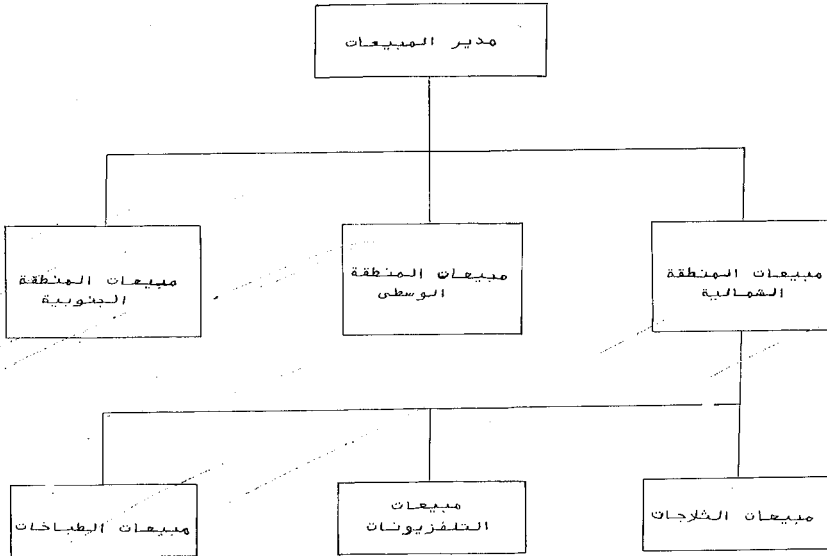 مدير المبيعات
مبيعات المنطقة
الشمالية
مبيعات المنطقة
الوسطى
مبيعات المنطقة
الجنوبية
مبيعات الثلاجات
مبيعات
التلفزيونات
مبيعات الطباخات